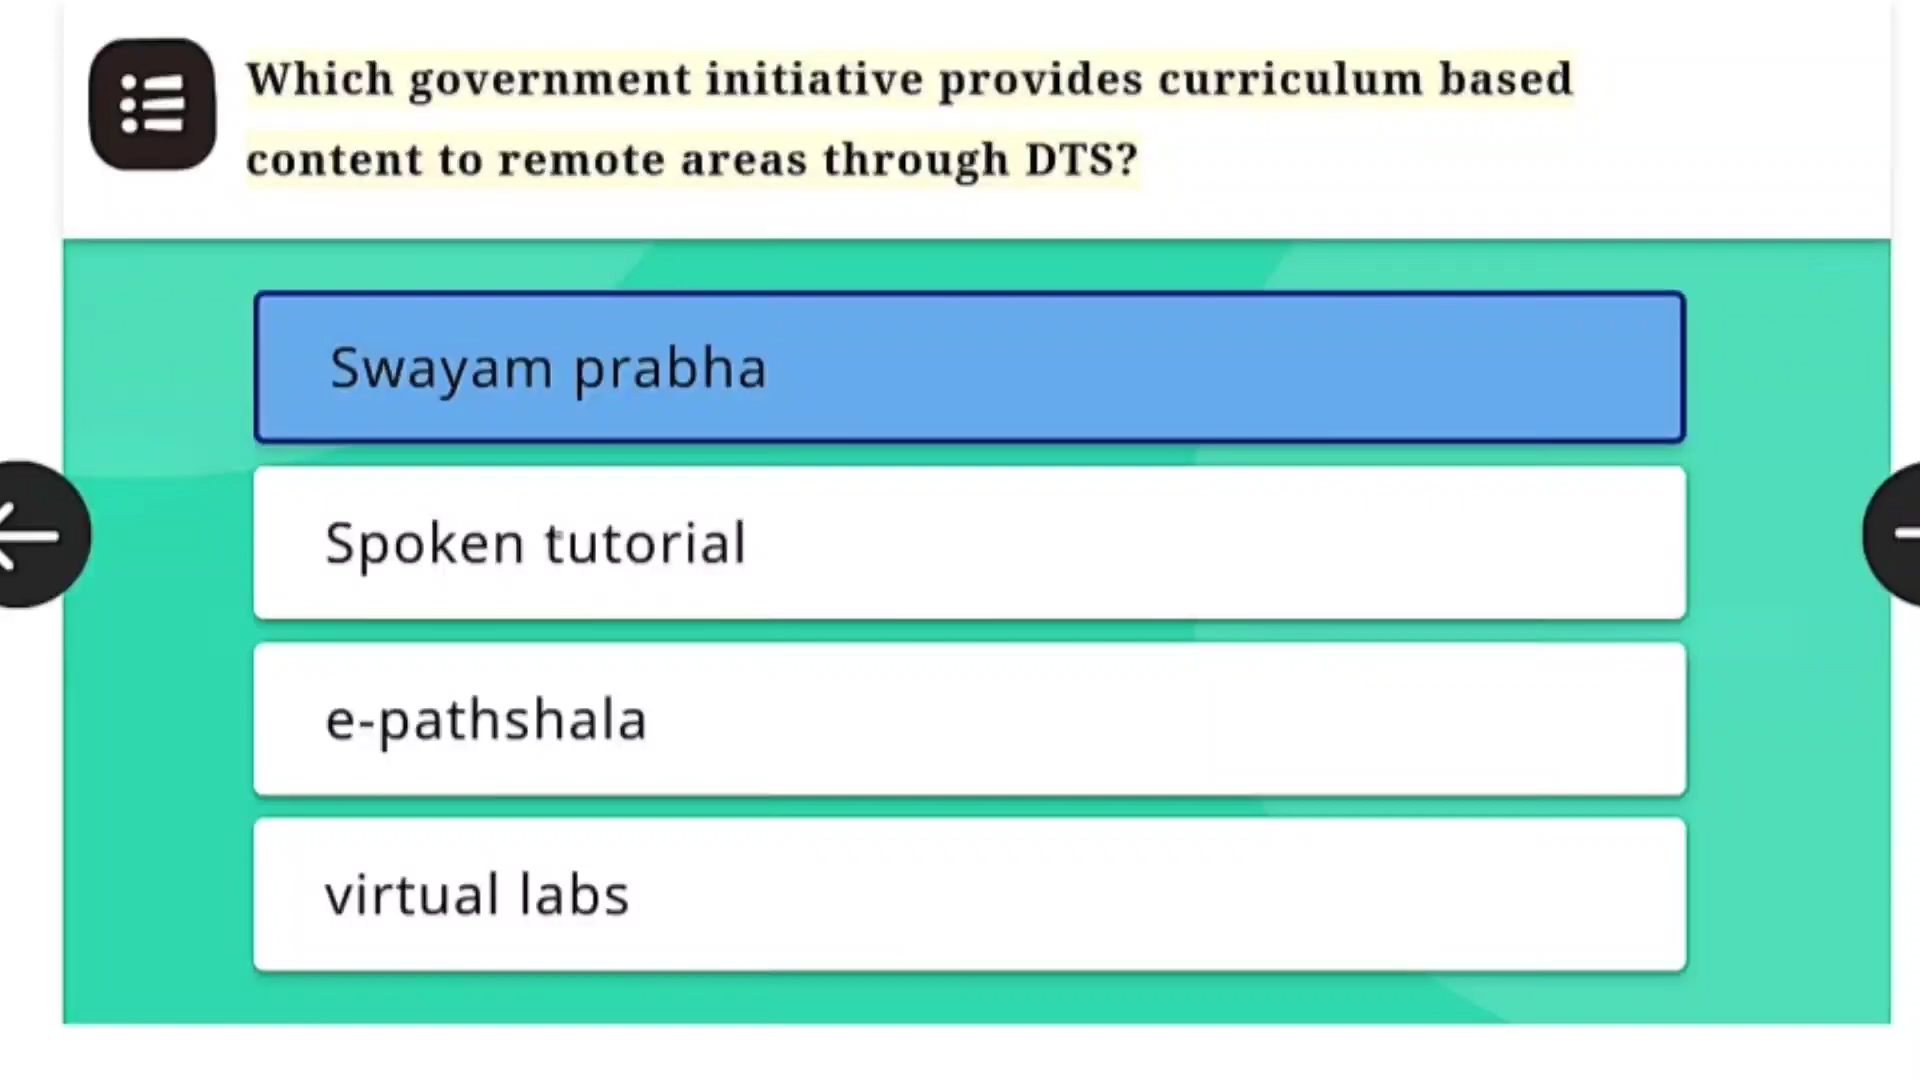 Which government initiative provides curriculum based
content to remote areas through DTS?
Swayam prabha
Spoken tutorial
e-pathshala
virtual labs